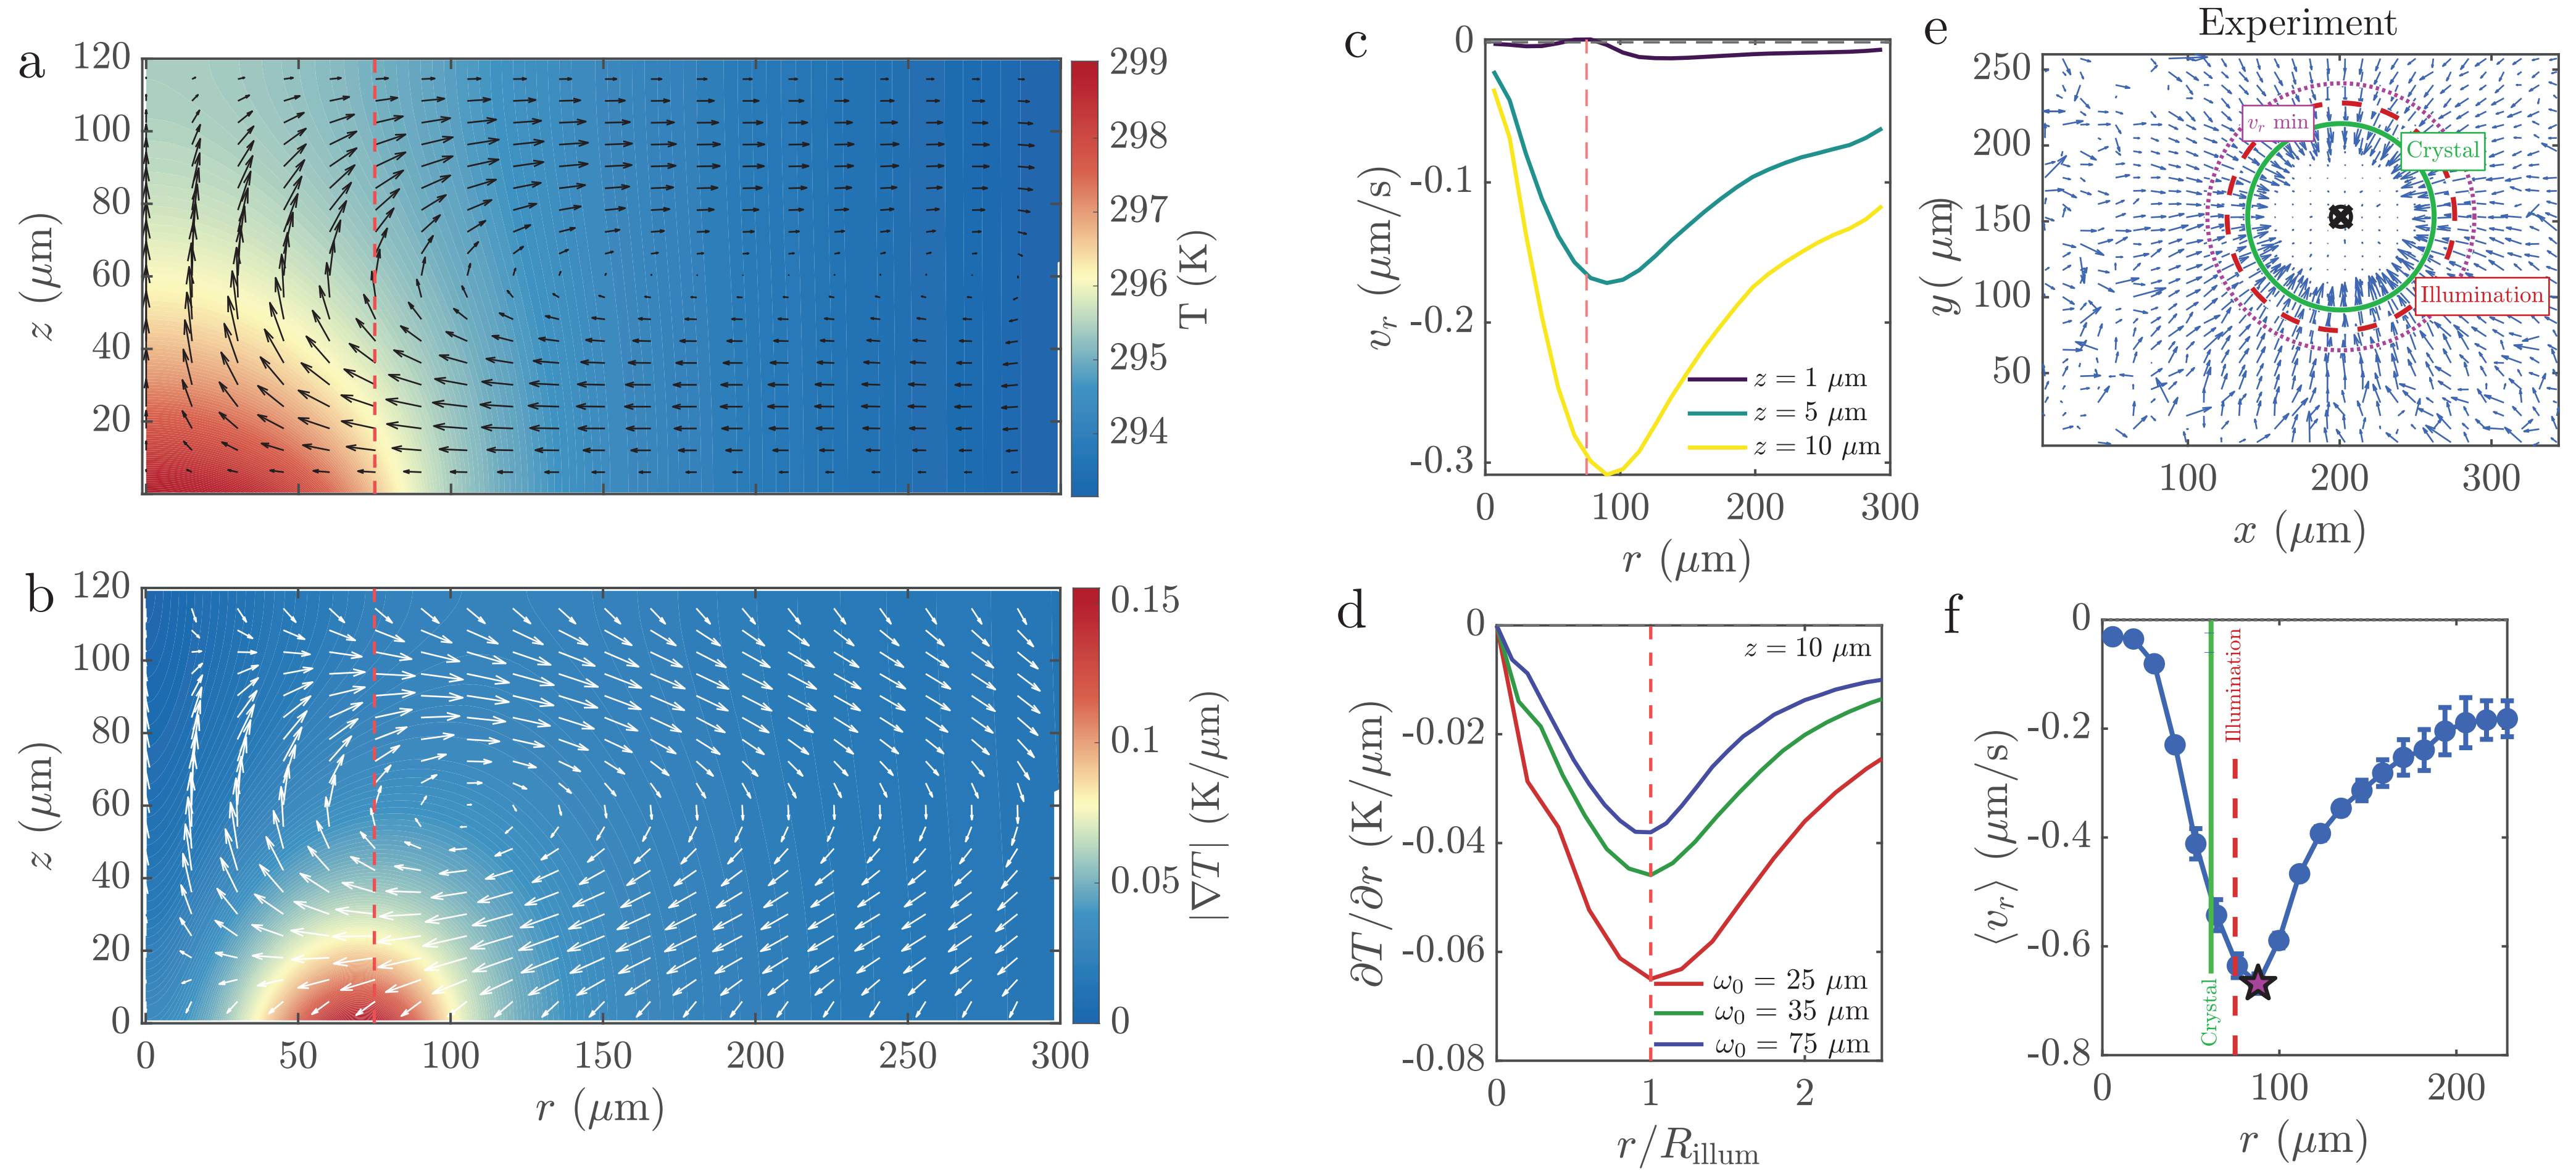 a
120
100
80
60
40
20
z (μm)
299
298
297
296
295
294
T (K)
b
120
100
80
60
40
20
0
z (μm)
0 50 100 150 200 250 300
r (μm)
0.15
0.1
0.05
0
|∇T| (K/μm)
c
0
-0.1
-0.2
-0.3
v_r (μm/s)
z = 1 μm
z = 5 μm
z = 10 μm
0 100 200 300
r (μm)
d
0
-0.02
-0.04
-0.06
-0.08
∂T/∂r (K/μm)
z = 10 μm
ω₀ = 25 μm
ω₀ = 35 μm
ω₀ = 75 μm
0 1 2
r/R_illum
e
Experiment
250
200
150
100
50
y( μm)
v_r min
Crystal
Illumination
100 200 300
x (μm)
f
0
-0.2
-0.4
-0.6
-0.8
⟨v_r⟩ (μm/s)
Illumination
Crystal
0 100 200
r (μm)